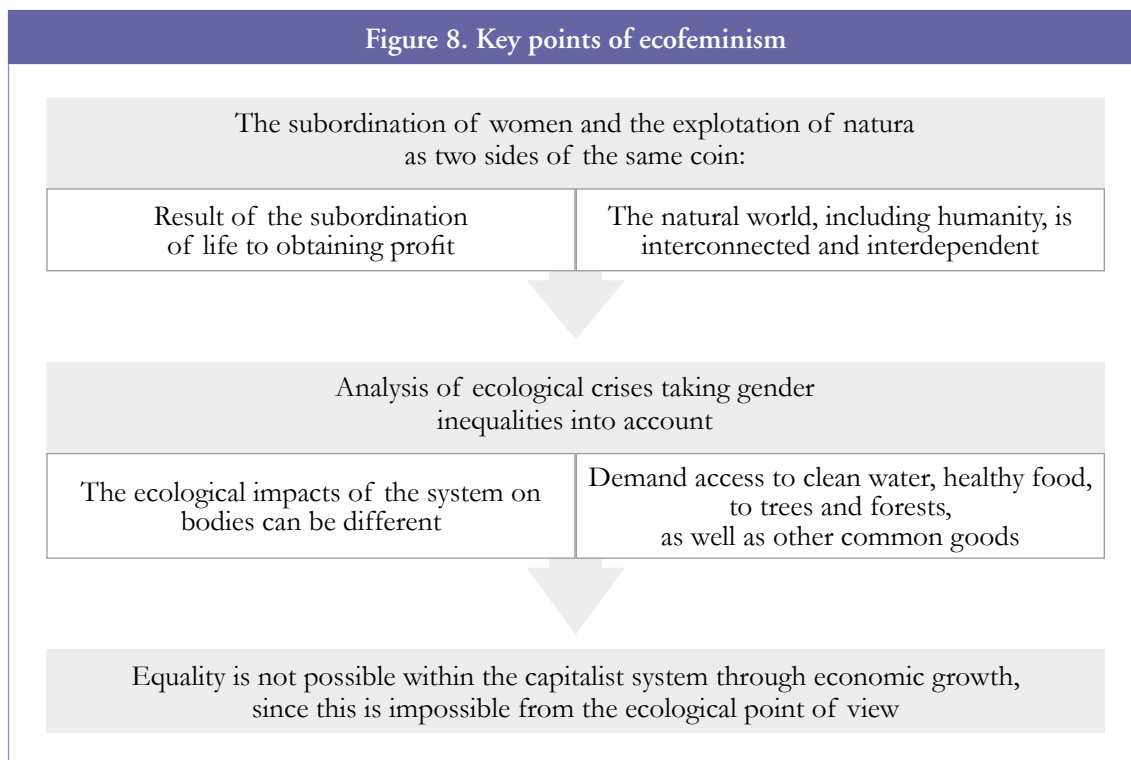 Figure 8. Key points of ecofeminism
The subordination of women and the explotation of natura
as two sides of the same coin:
Result of the subordination
of life to obtaining profit
The natural world, including humanity, is
interconnected and interdependent
Analysis of ecological crises taking gender
inequalities into account
The ecological impacts of the system on
bodies can be different
Demand access to clean water, healthy food,
to trees and forests,
as well as other common goods
Equality is not possible within the capitalist system through economic growth,
since this is impossible from the ecological point of view